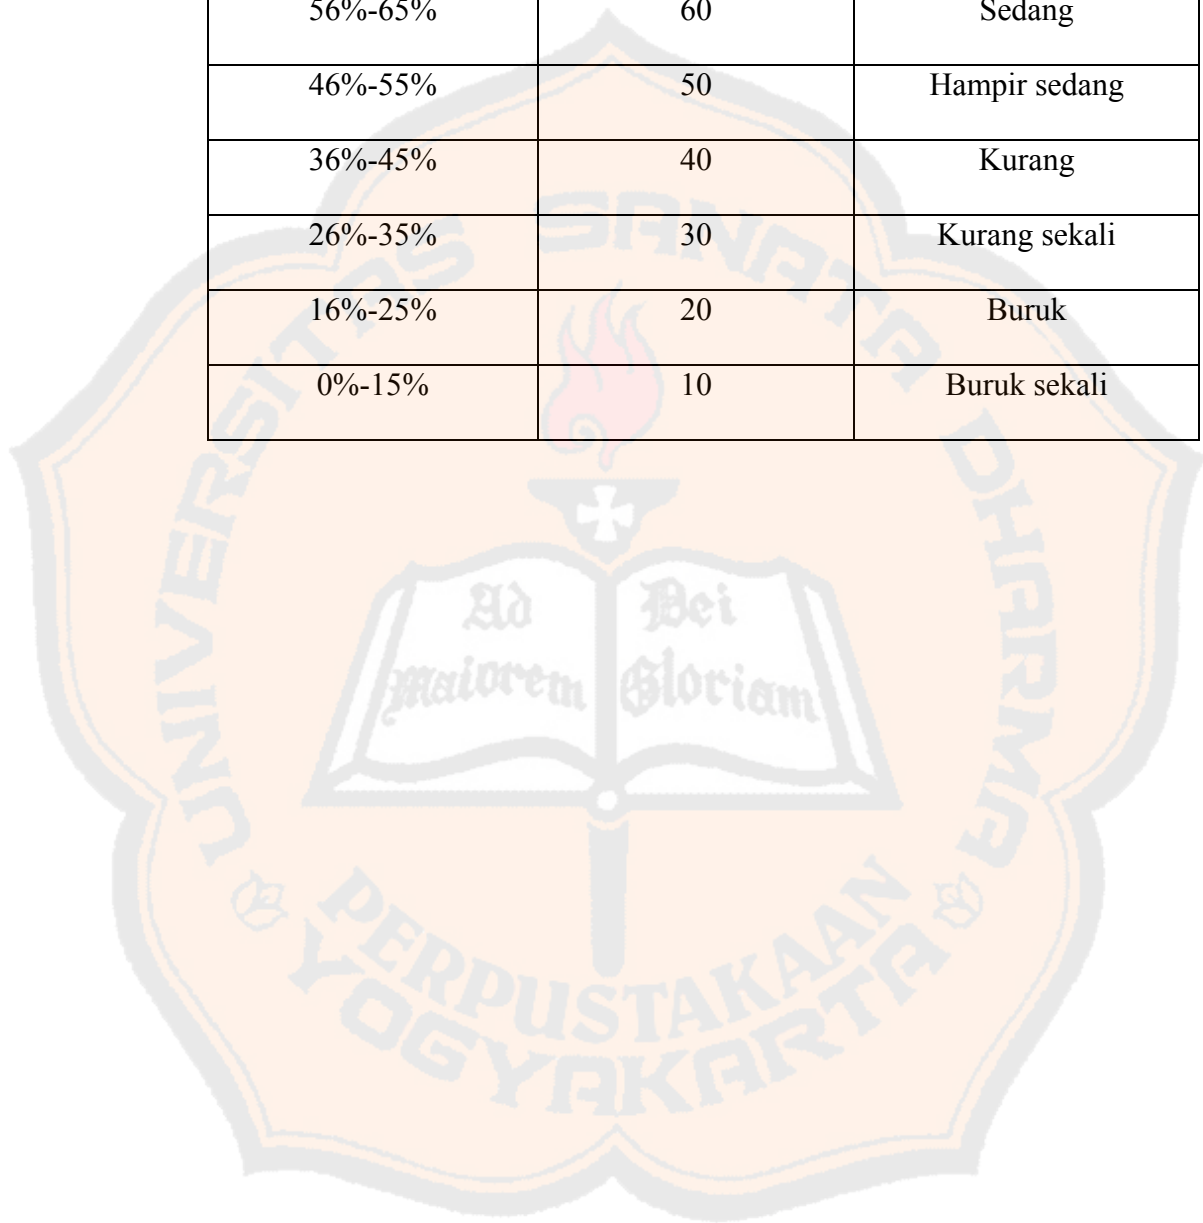 56%-65% 60 Sedang
46%-55% 50 Hampir sedang
36%-45% 40 Kurang
26%-35% 30 Kurang sekali
16%-25% 20 Buruk
0%-15% 10 Buruk sekali
UNIVERSITAS SANATA DHARMA
Ad Dei
Maiorem Gloriam
PERPUSTAKAAN
YOGYAKARTA